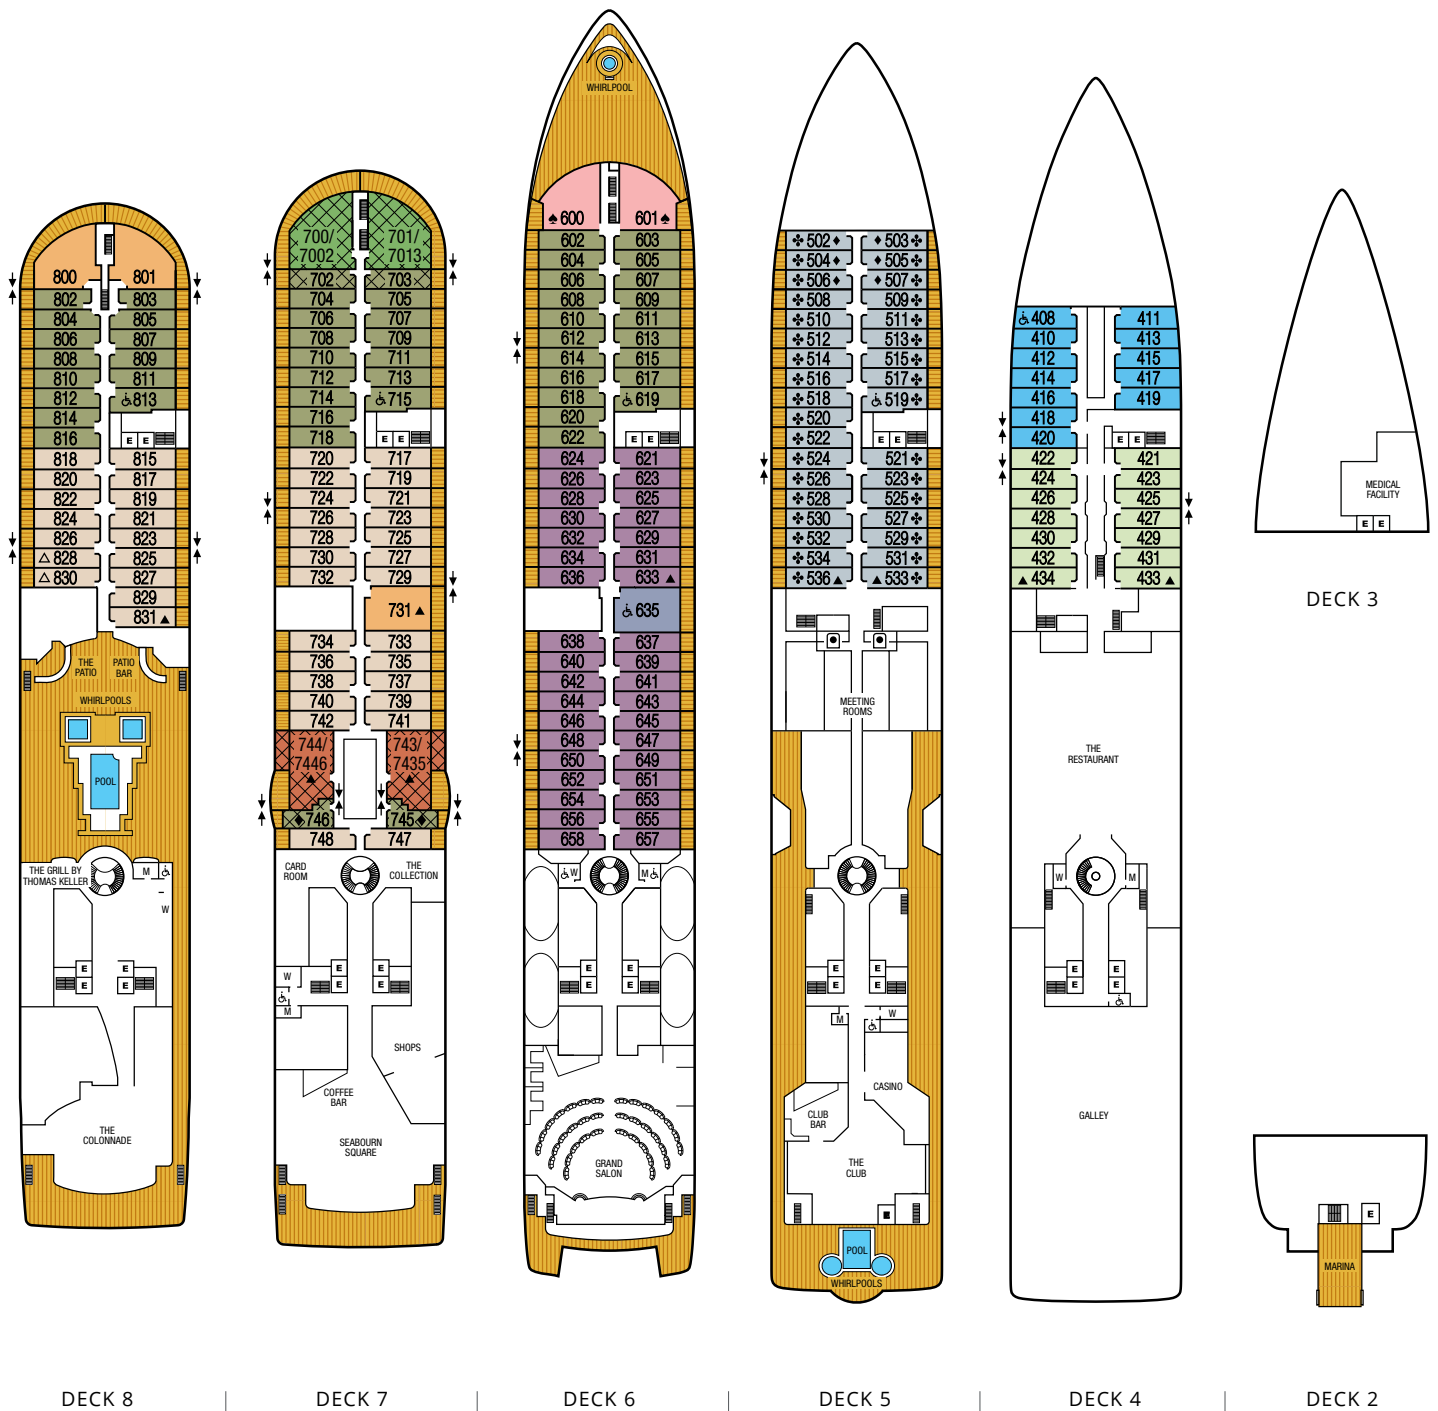 800 801
802 803
804 805
806 807
808 809
810 811
812 813
814
816
E E
818 815
820 817
822 819
824 821
826 823
828 825
830 827
829
831
THE
PATIO
PATIO
BAR
WHIRLPOOLS
POOL
THE GRILL BY
THOMAS KELLER
M
W
E E
E E
THE
COLONNADE
DECK 8
700/
7002
701/
7013
702 703
704 705
706 707
708 709
710 711
712 713
714 715
716
718
E E
720 717
722 719
724 721
726 723
728 725
730 727
732 729
731
734 733
736 735
738 737
740 739
742 741
744/
7446
743/
7435
746 745
748 747
CARD
ROOM
THE
COLLECTION
W
M
E E
E E
SHOPS
COFFEE
BAR
SEABOURN
SQUARE
DECK 7
WHIRLPOOL
600 601
602 603
604 605
606 607
608 609
610 611
612 613
614 615
616 617
618 619
620
622
E E
624 621
626 623
628 625
630 627
632 629
634 631
636 633
635
638 637
640 639
642 641
644 643
646 645
648 647
650 649
652 651
654 653
656 655
658 657
W M
E E
E E
GRAND
SALON
DECK 6
502 503
504 505
506 507
508 509
510 511
512 513
514 515
516 517
518 519
520
522
E E
524 521
526 523
528 525
530 527
532 529
534 531
536 533
MEETING
ROOMS
E E
E E
M W
CASINO
CLUB
BAR
THE
CLUB
E
POOL
WHIRLPOOLS
DECK 5
408 411
410 413
412 415
414 417
416 419
418
420
E E
422 421
424 423
426 425
428 427
430 429
432 431
434 433
THE
RESTAURANT
W M
E E
E E
GALLEY
DECK 4
MEDICAL
FACILITY
E E
DECK 3
E
MARINA
DECK 2